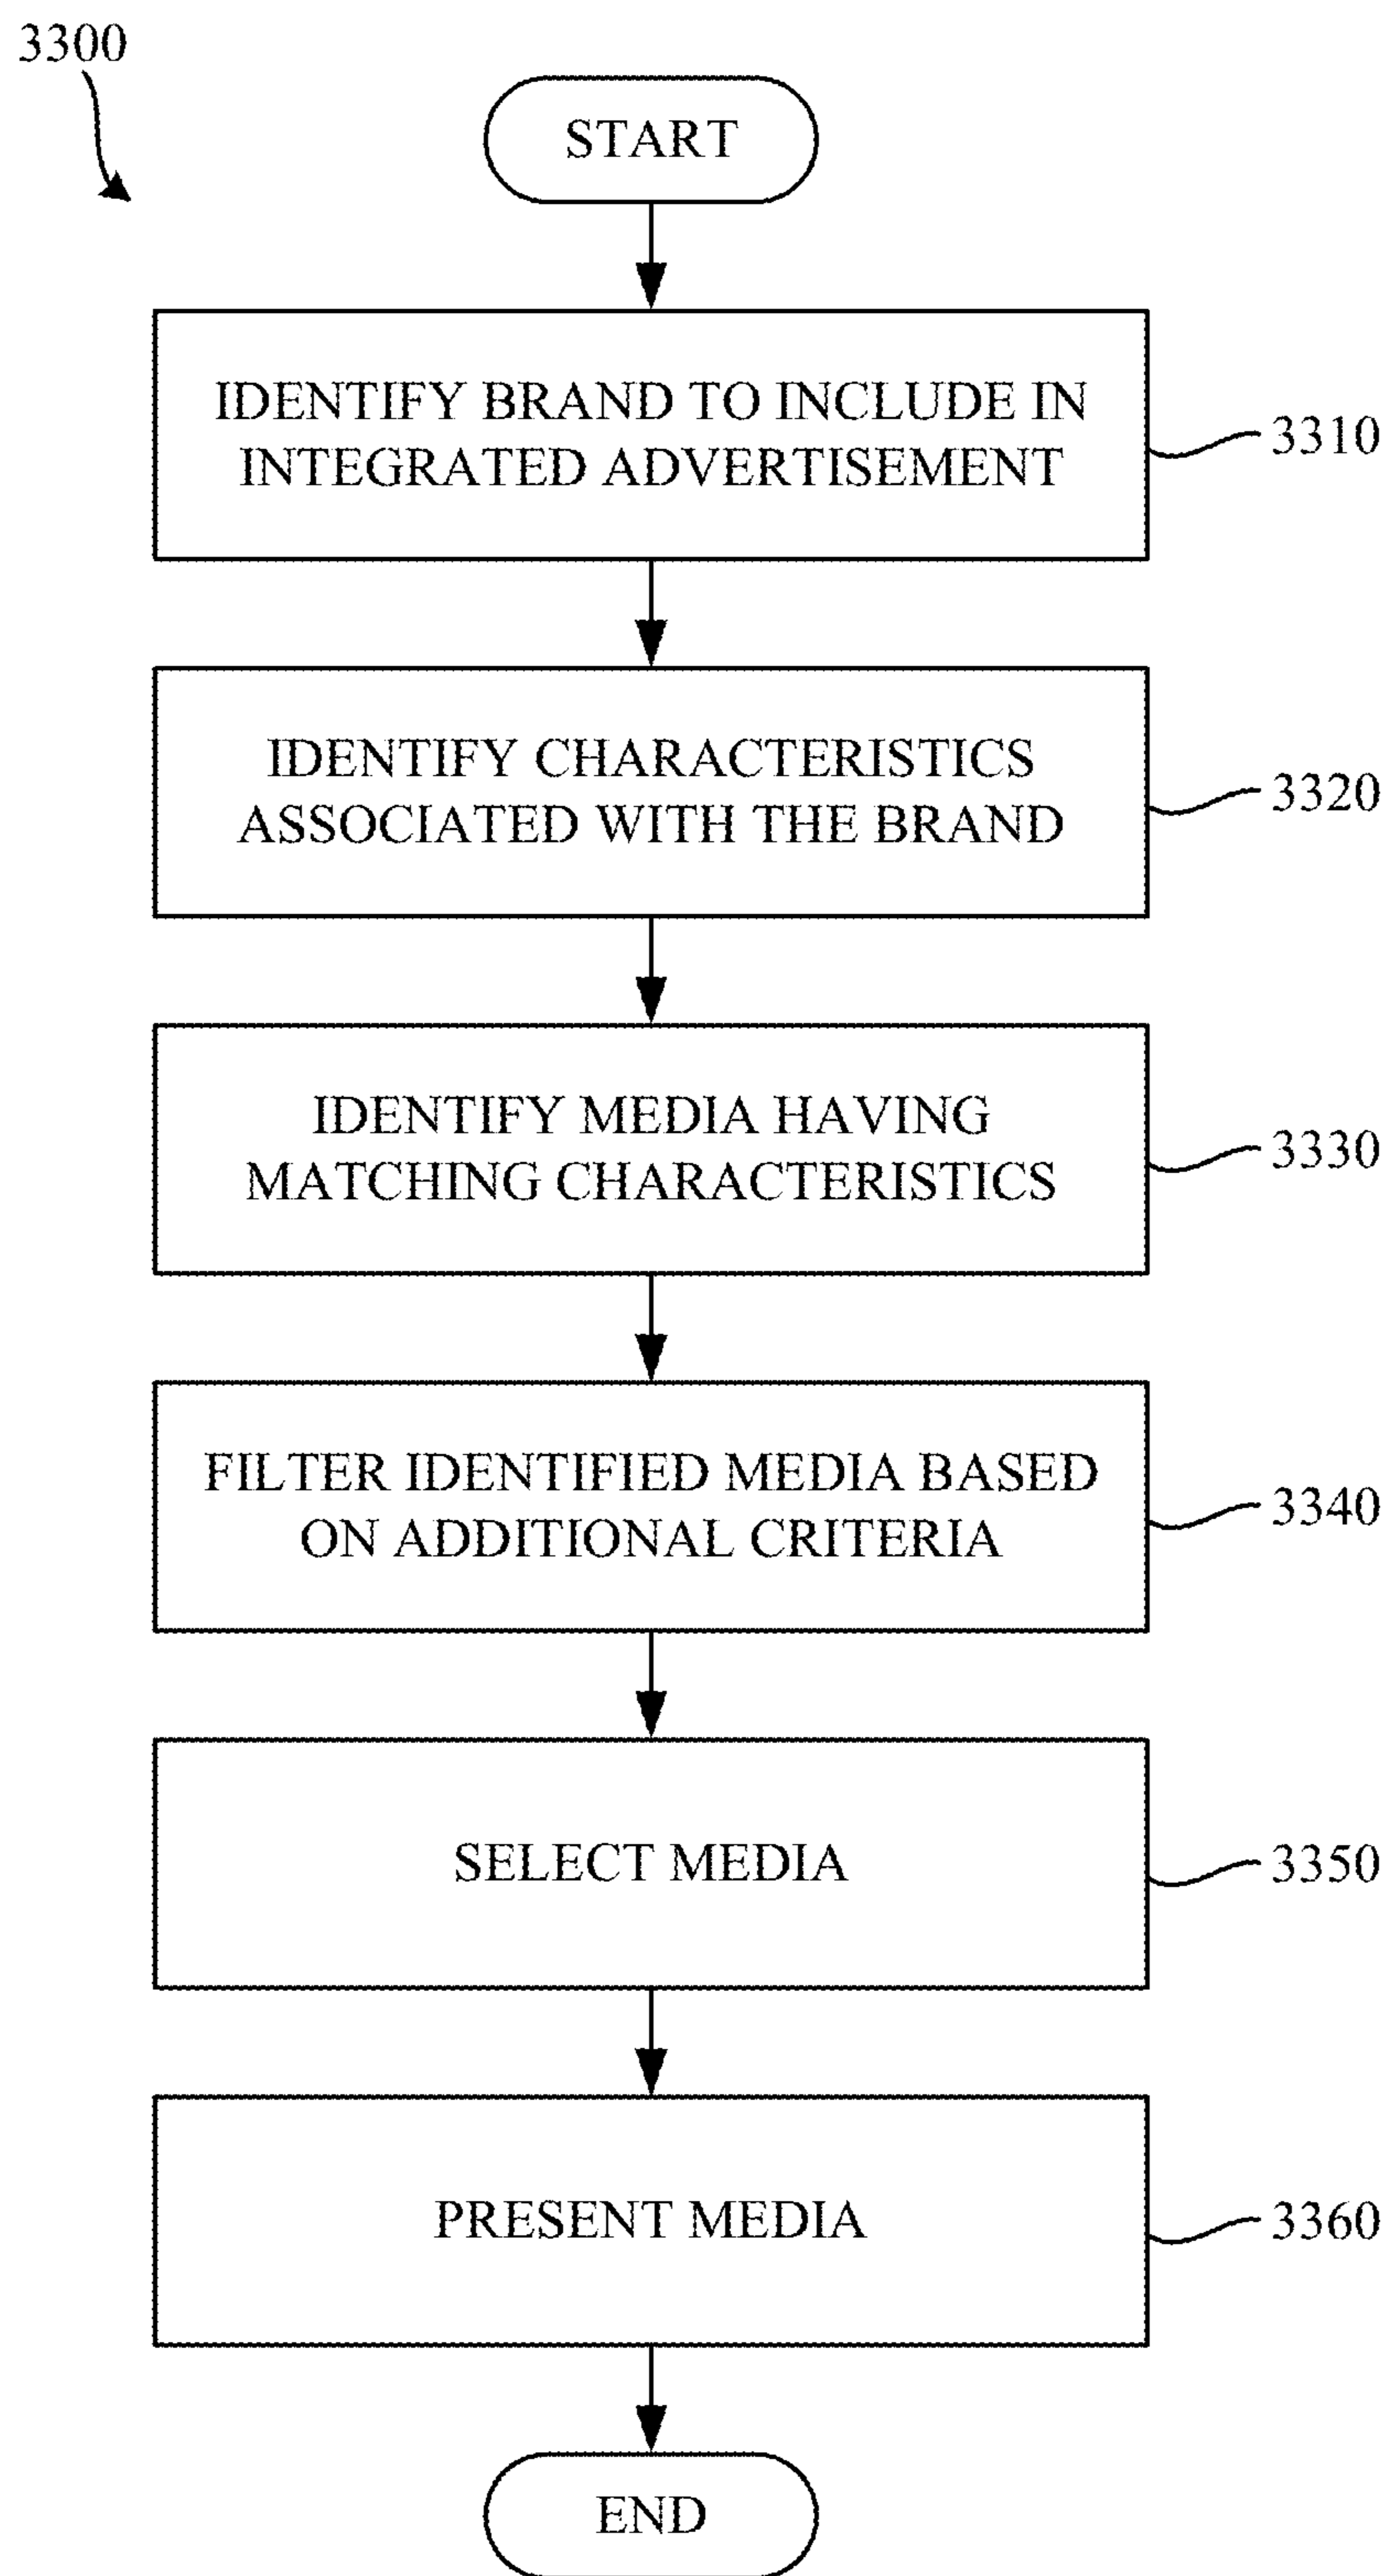 3300
START
IDENTIFY BRAND TO INCLUDE IN
INTEGRATED ADVERTISEMENT
3310
IDENTIFY CHARACTERISTICS
ASSOCIATED WITH THE BRAND
3320
IDENTIFY MEDIA HAVING
MATCHING CHARACTERISTICS
3330
FILTER IDENTIFIED MEDIA BASED
ON ADDITIONAL CRITERIA
3340
SELECT MEDIA
3350
PRESENT MEDIA
3360
END